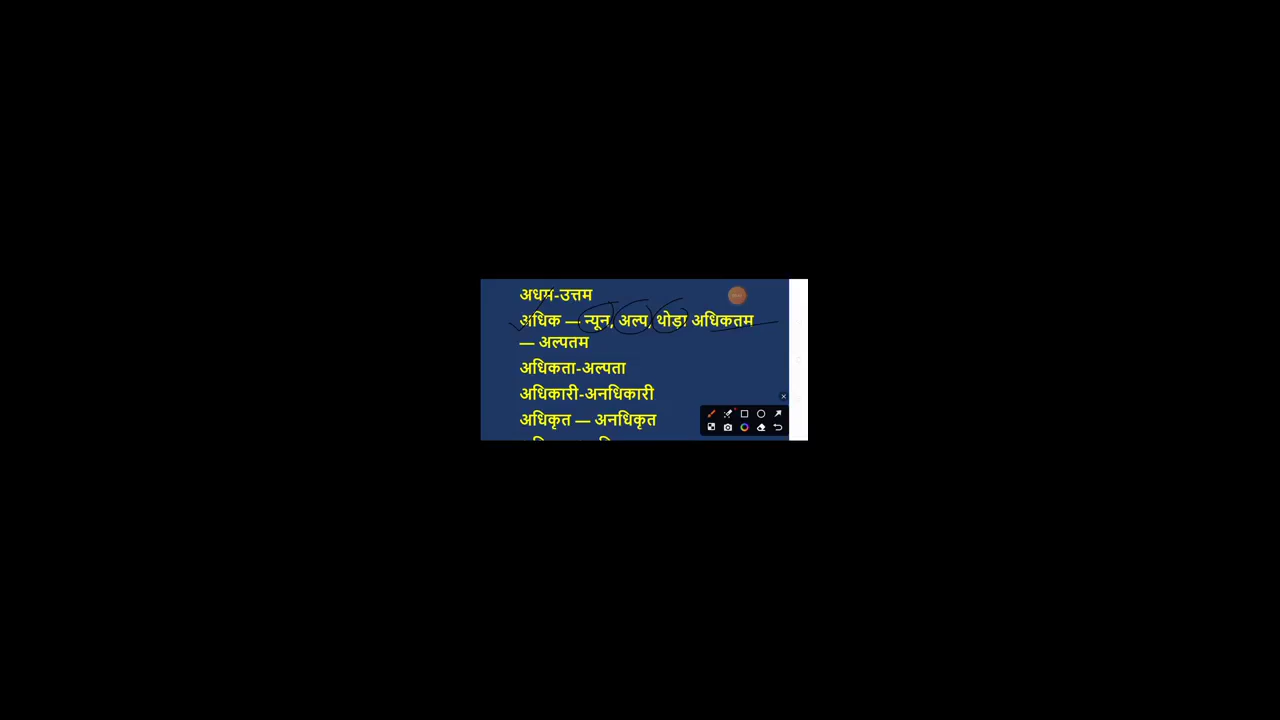 अधम-उत्तम
अधिक — न्यून, अल्प, थोड़ा अधिकतम
— अल्पतम
अधिकता-अल्पता
अधिकारी-अनधिकारी
अधिकृत — अनधिकृत